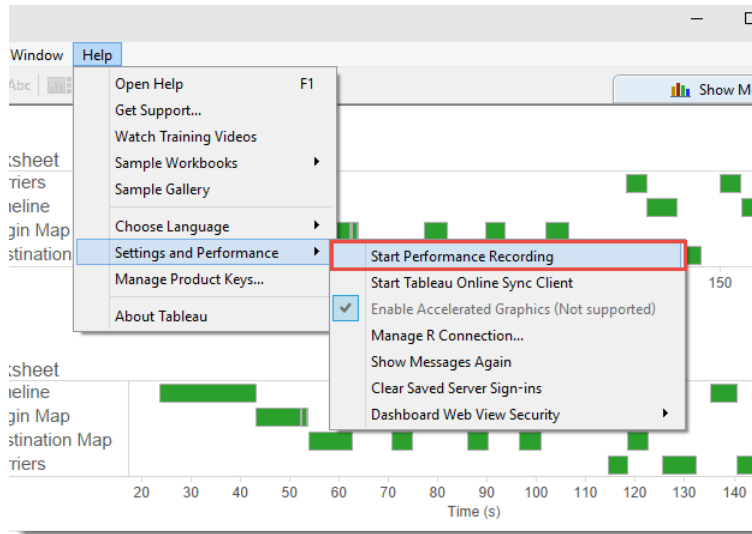 Window Help
Abc
Show M
Open Help F1
Get Support...
Watch Training Videos
Sample Workbooks
Sample Gallery
Choose Language
Settings and Performance
Manage Product Keys...
About Tableau
Start Performance Recording
Start Tableau Online Sync Client
Enable Accelerated Graphics (Not supported)
Manage R Connection...
Show Messages Again
Clear Saved Server Sign-ins
Dashboard Web View Security
ksheet
rriers
neline
gin Map
stination
150
ksheet
neline
gin Map
stination Map
rriers
20 30 40 50 60 70 80 90 100 110 120 130 140
Time (s)